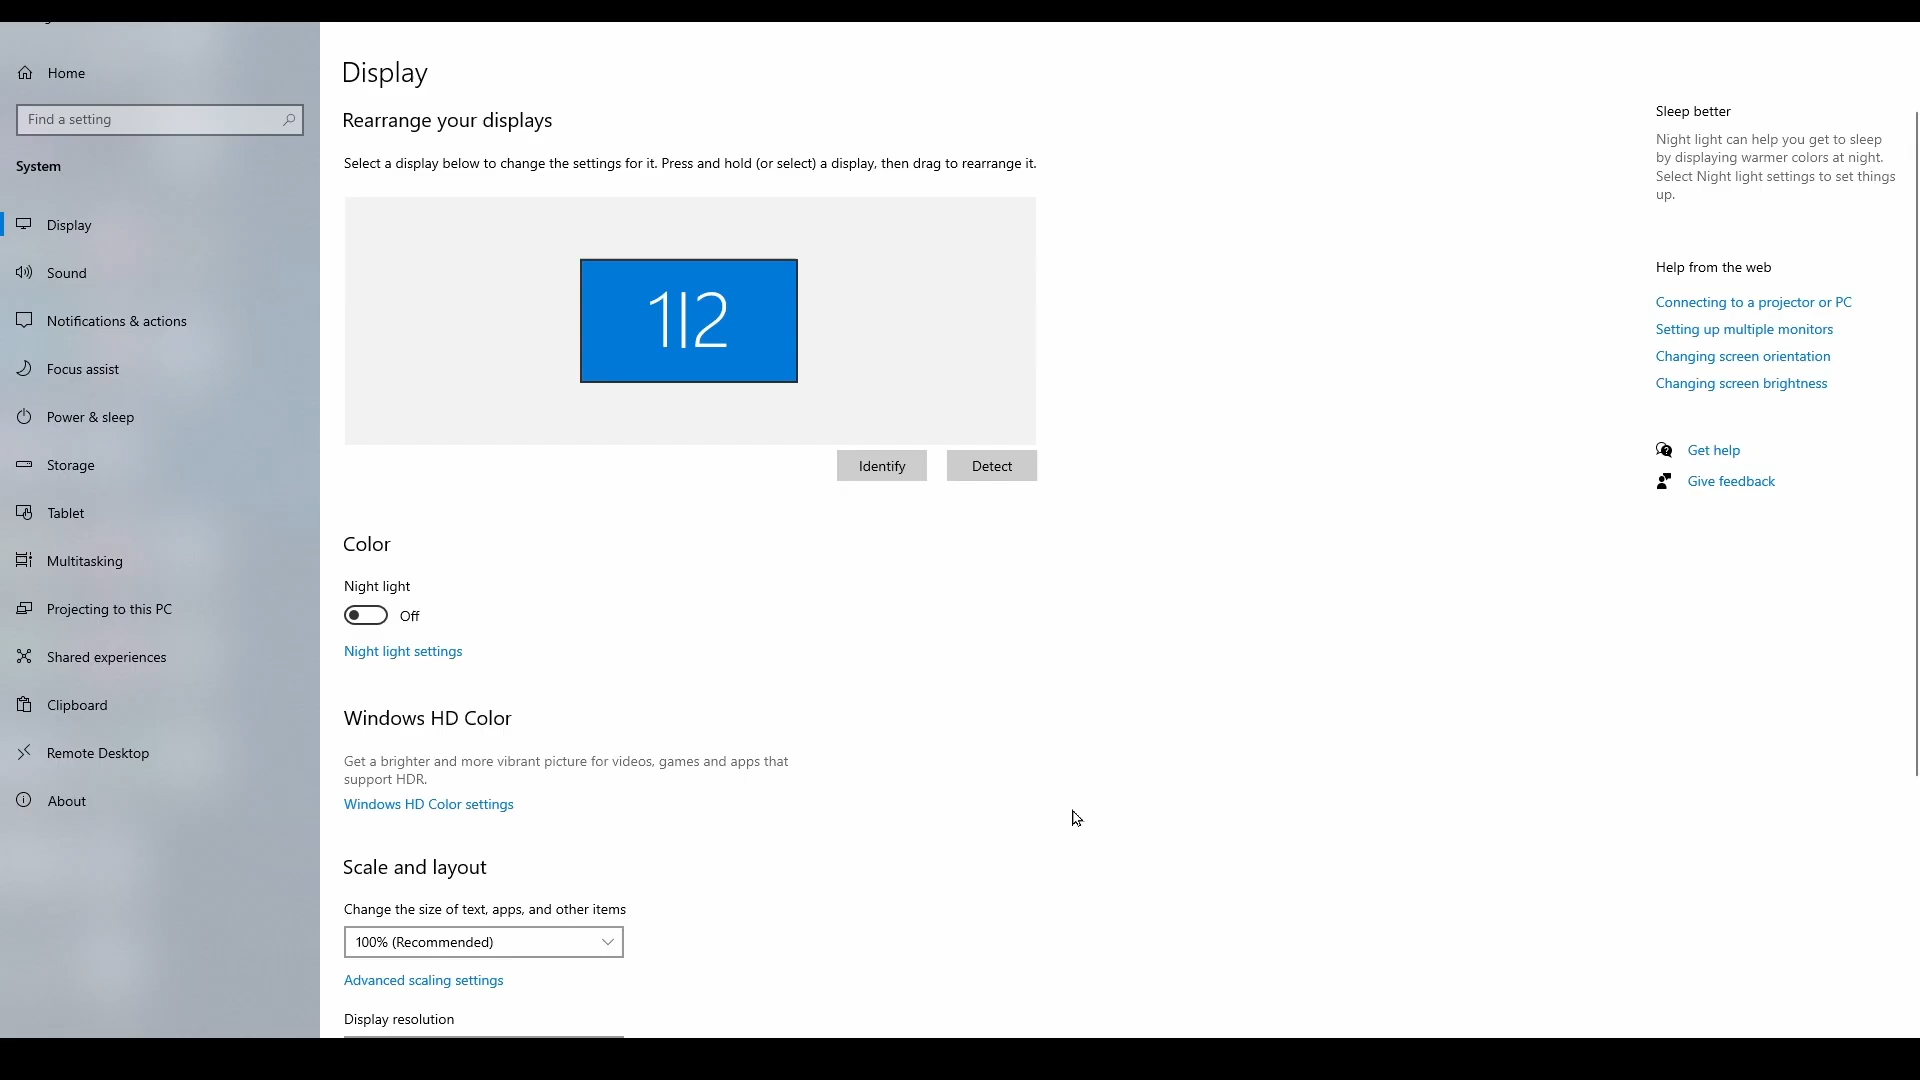 Home
Find a setting
System
Display
Sound
Notifications & actions
Focus assist
Power & sleep
Storage
Tablet
Multitasking
Projecting to this PC
Shared experiences
Clipboard
Remote Desktop
About
Display
Rearrange your displays
Select a display below to change the settings for it. Press and hold (or select) a display, then drag to rearrange it.
1|2
Identify
Detect
Color
Night light
Off
Night light settings
Windows HD Color
Get a brighter and more vibrant picture for videos, games and apps that
support HDR.
Windows HD Color settings
Scale and layout
Change the size of text, apps, and other items
100% (Recommended)
Advanced scaling settings
Display resolution
Sleep better
Night light can help you get to sleep
by displaying warmer colors at night.
Select Night light settings to set things
up.
Help from the web
Connecting to a projector or PC
Setting up multiple monitors
Changing screen orientation
Changing screen brightness
Get help
Give feedback